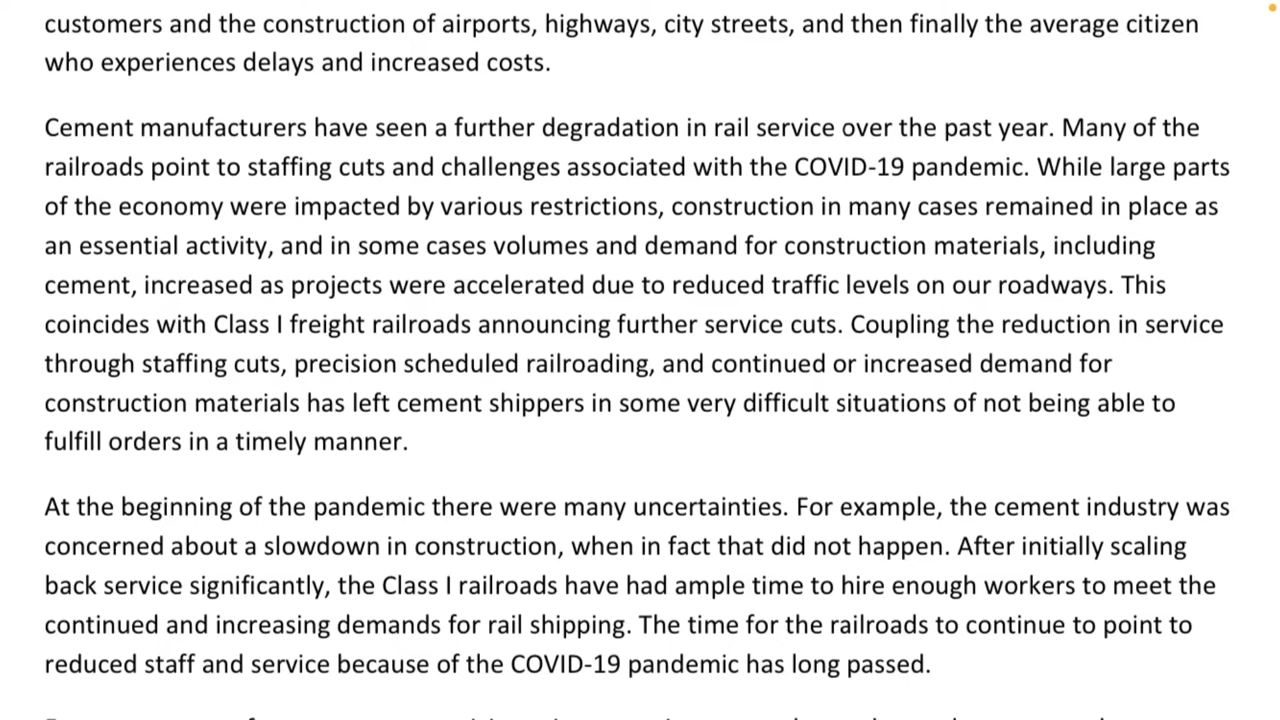 customers and the construction of airports, highways, city streets, and then finally the average citizen
who experiences delays and increased costs.
Cement manufacturers have seen a further degradation in rail service over the past year. Many of the
railroads point to staffing cuts and challenges associated with the COVID-19 pandemic. While large parts
of the economy were impacted by various restrictions, construction in many cases remained in place as
an essential activity, and in some cases volumes and demand for construction materials, including
cement, increased as projects were accelerated due to reduced traffic levels on our roadways. This
coincides with Class I freight railroads announcing further service cuts. Coupling the reduction in service
through staffing cuts, precision scheduled railroading, and continued or increased demand for
construction materials has left cement shippers in some very difficult situations of not being able to
fulfill orders in a timely manner.
At the beginning of the pandemic there were many uncertainties. For example, the cement industry was
concerned about a slowdown in construction, when in fact that did not happen. After initially scaling
back service significantly, the Class I railroads have had ample time to hire enough workers to meet the
continued and increasing demands for rail shipping. The time for the railroads to continue to point to
reduced staff and service because of the COVID-19 pandemic has long passed.